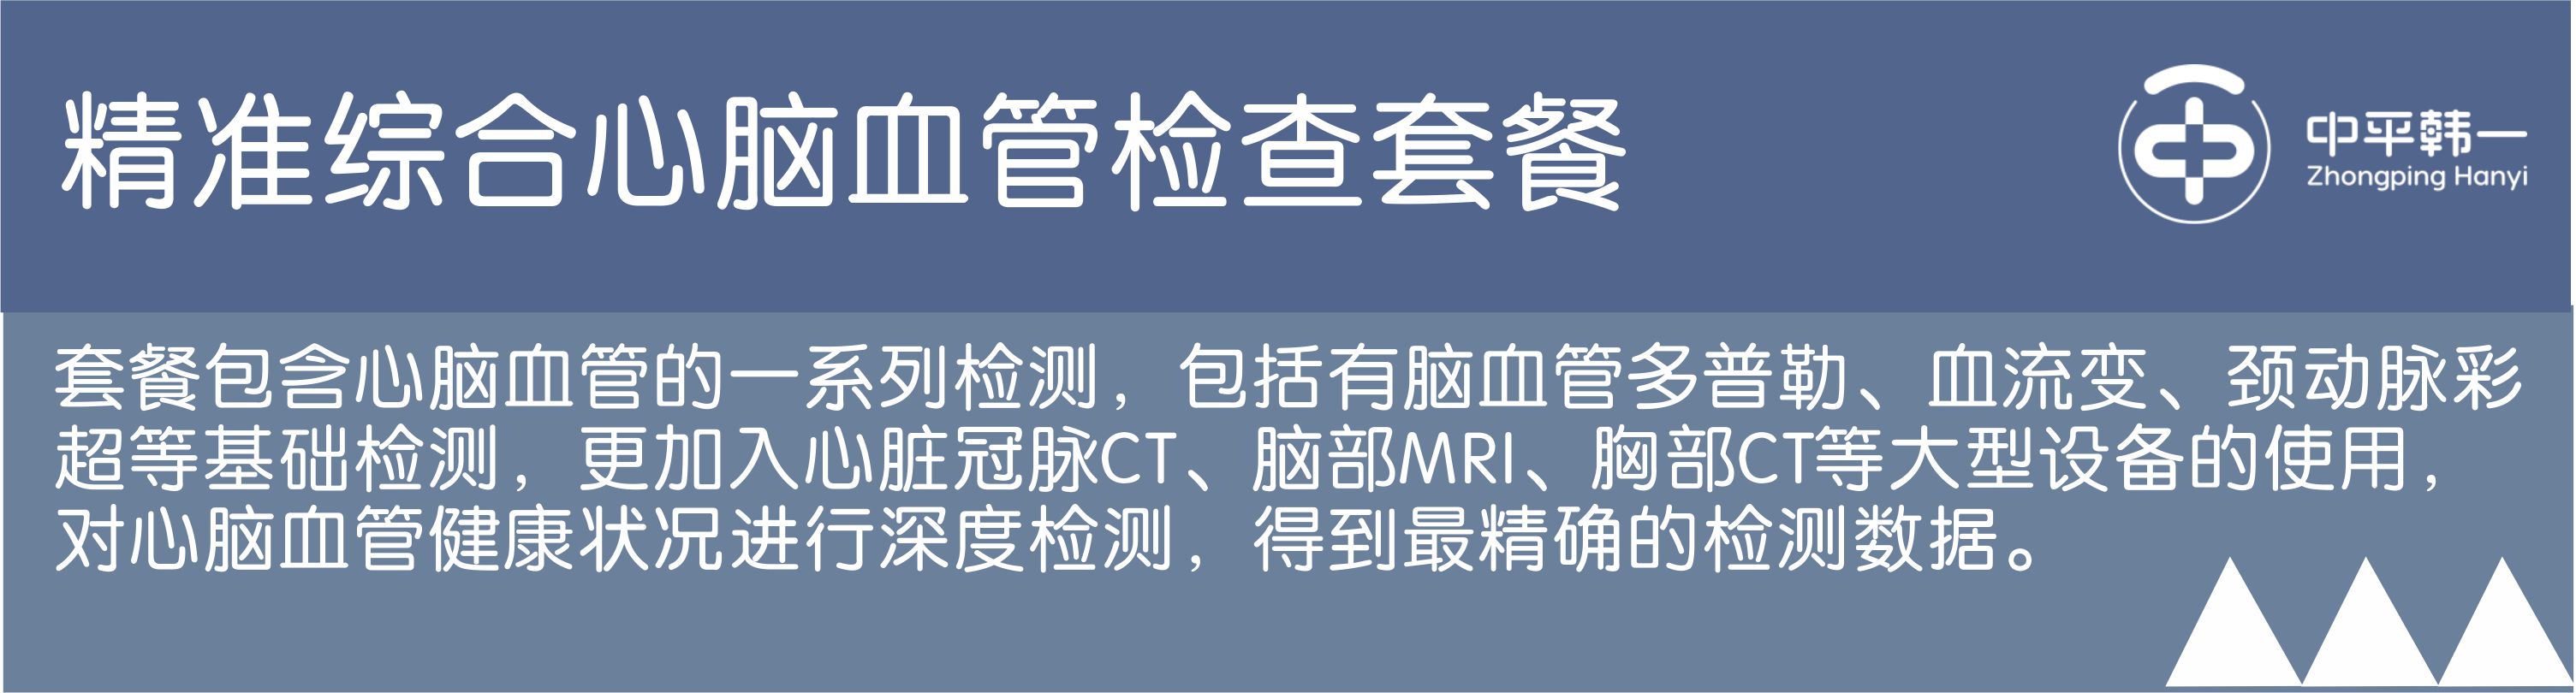 精准综合心脑血管检查套餐
中平韩一
Zhongping Hanyi
套餐包含心脑血管的一系列检测，包括有脑血管多普勒、血流变、颈动脉彩
超等基础检测，更加入心脏冠脉CT、脑部MRI、胸部CT等大型设备的使用，
对心脑血管健康状况进行深度检测，得到最精确的检测数据。